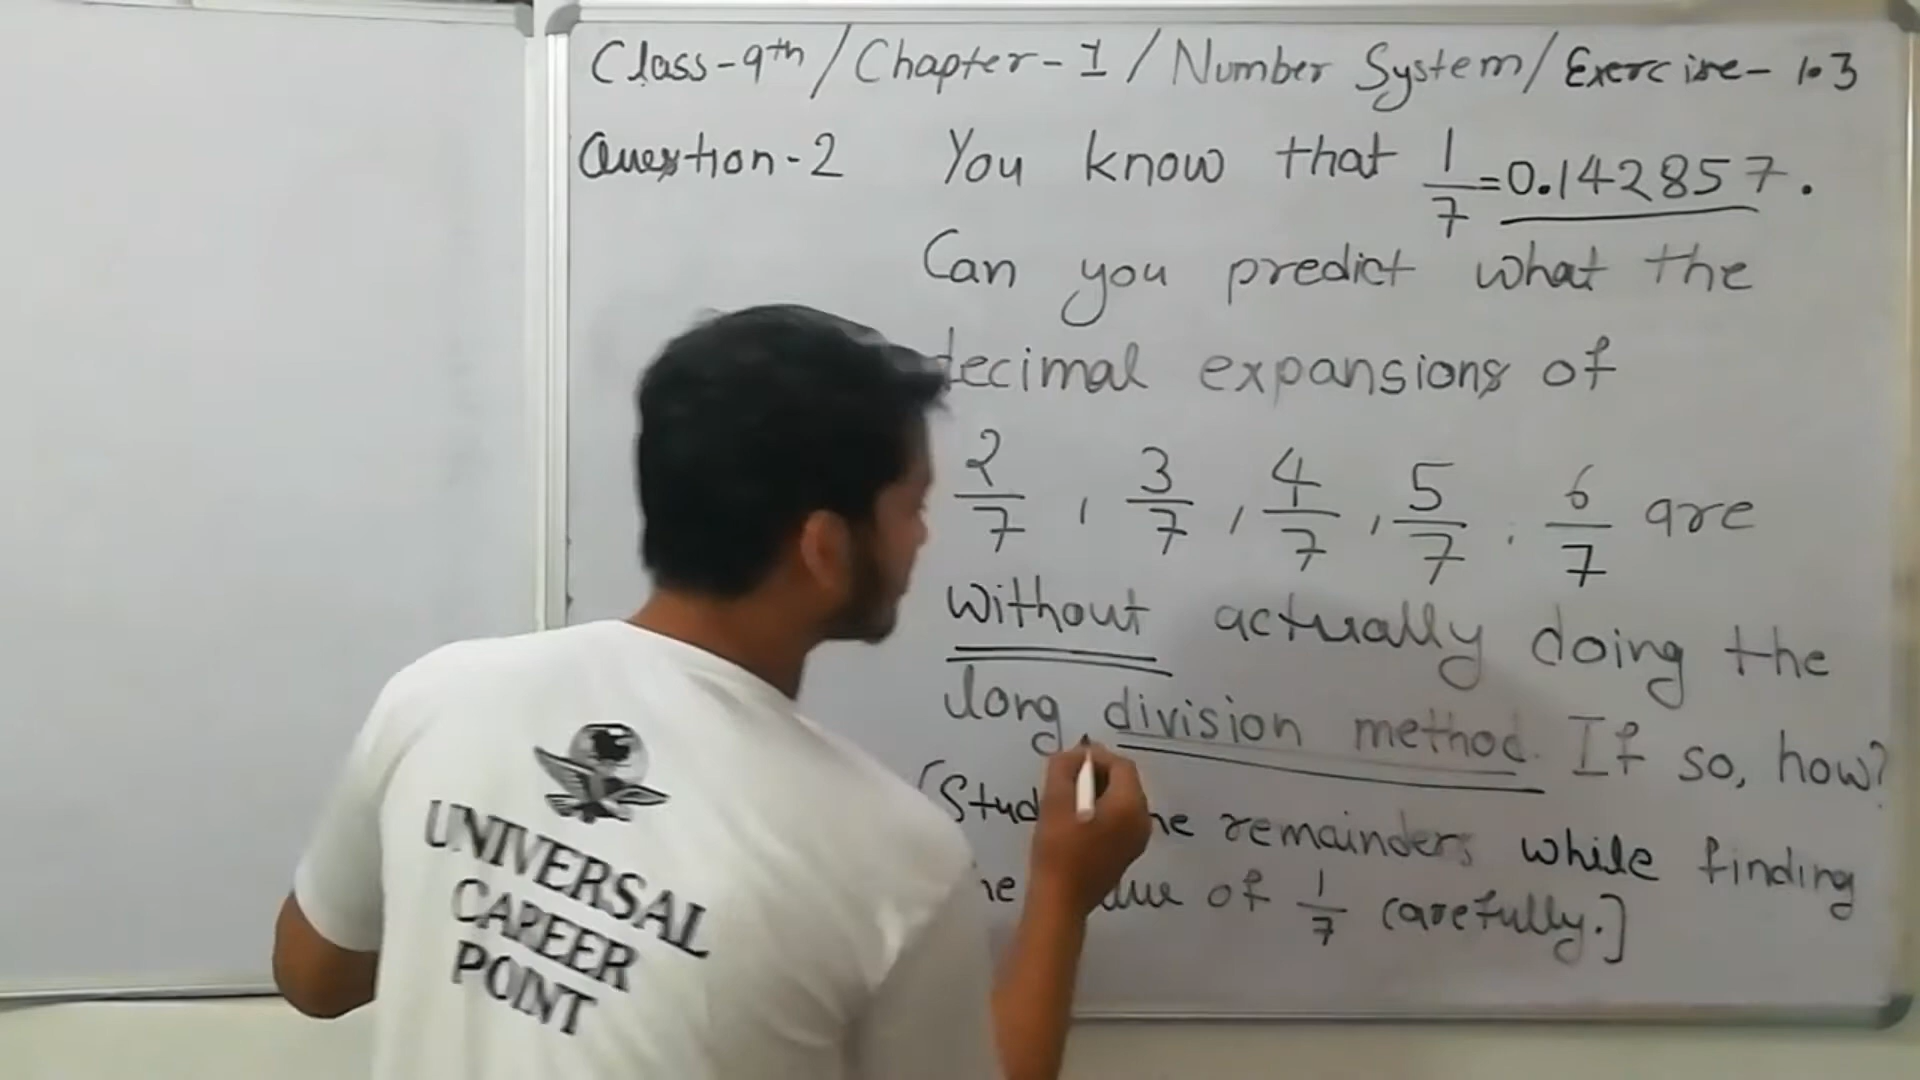 Class-9th/Chapter-1/Number System/Exercise-1.3
Question-2 You know that 1/7=0.142857.
Can you predict what the
decimal expansions of
2/7, 3/7, 4/7, 5/7, 6/7 are
without actually doing the
long division method. If so, how?
remainders while finding
of 1/7 carefully.]
UNIVERSAL
CAREER
POINT